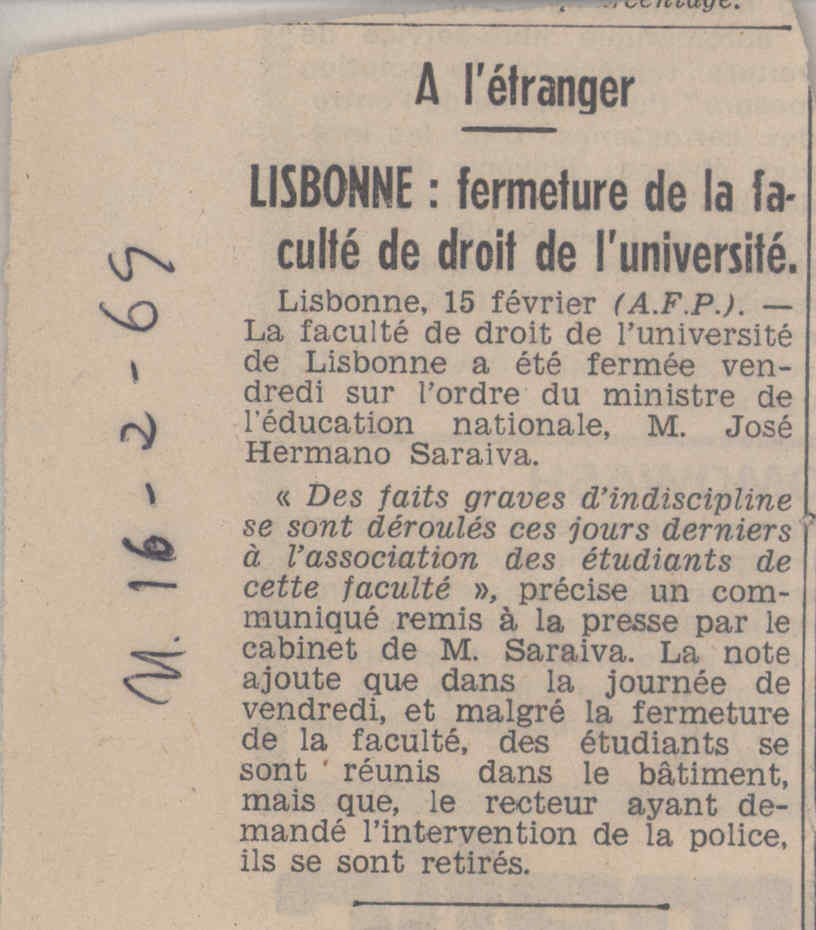 A l'étranger
LISBONNE : fermeture de la fa-
culté de droit de l'université.
Lisbonne, 15 février (A.F.P.). —
La faculté de droit de l'université
de Lisbonne a été fermée ven-
dredi sur l'ordre du ministre de
l'éducation nationale, M. José
Hermano Saraiva.
« Des faits graves d'indiscipline
se sont déroulés ces jours derniers
à l'association des étudiants de
cette faculté », précise un com-
muniqué remis à la presse par le
cabinet de M. Saraiva. La note
ajoute que dans la journée de
vendredi, et malgré la fermeture
de la faculté, des étudiants se
sont réunis dans le bâtiment,
mais que, le recteur ayant de-
mandé l'intervention de la police,
ils se sont retirés.
M. 16-2-69